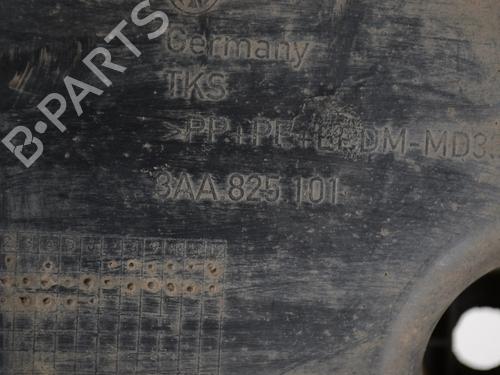 B-PARTS
Germany
TKS
>PP+PE+EPDM-MD3
3AA 825 101